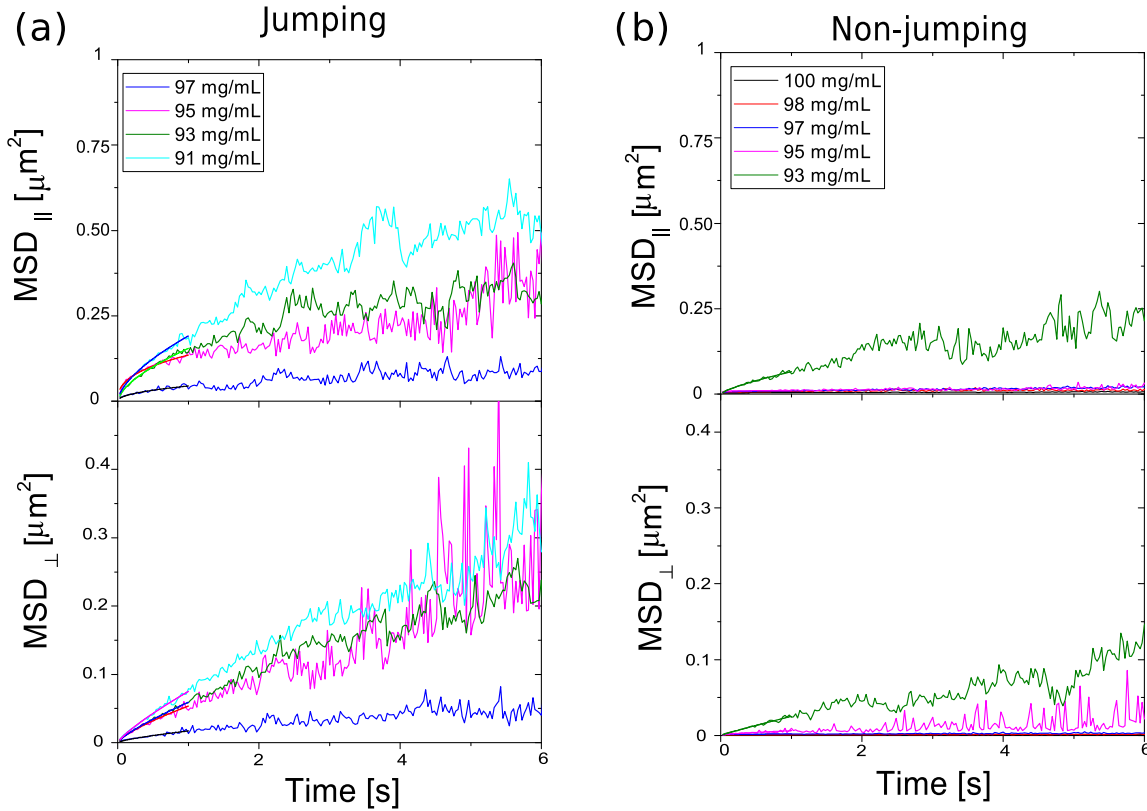 (a) Jumping
1
0.75
0.50
0.25
0
MSD || [μm²]
97 mg/mL
95 mg/mL
93 mg/mL
91 mg/mL
0.4
0.3
0.2
0.1
0
MSD ⊥ [μm²]
0 2 4 6
Time [s]
(b) Non-jumping
1
0.75
0.50
0.25
0
MSD|| [μm²]
100 mg/mL
98 mg/mL
97 mg/mL
95 mg/mL
93 mg/mL
0.4
0.3
0.2
0.1
0
MSD⊥ [μm²]
0 2 4 6
Time [s]